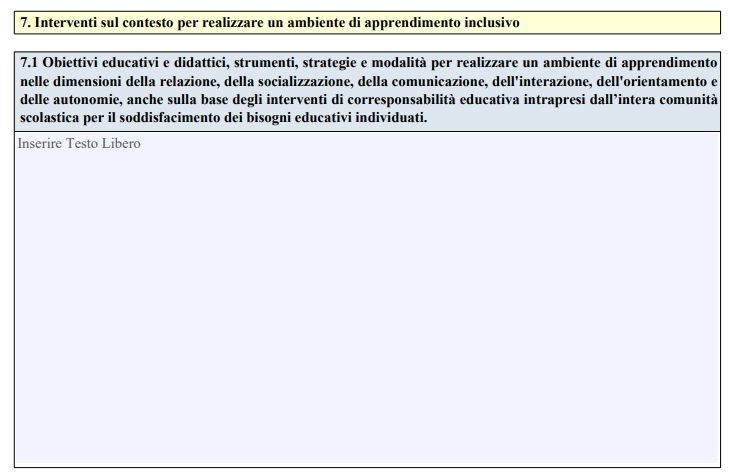 7. Interventi sul contesto per realizzare un ambiente di apprendimento inclusivo
7.1 Obiettivi educativi e didattici, strumenti, strategie e modalità per realizzare un ambiente di apprendimento
nelle dimensioni della relazione, della socializzazione, della comunicazione, dell'interazione, dell'orientamento e
delle autonomie, anche sulla base degli interventi di corresponsabilità educativa intrapresi dall’intera comunità
scolastica per il soddisfacimento dei bisogni educativi individuati.
Inserire Testo Libero